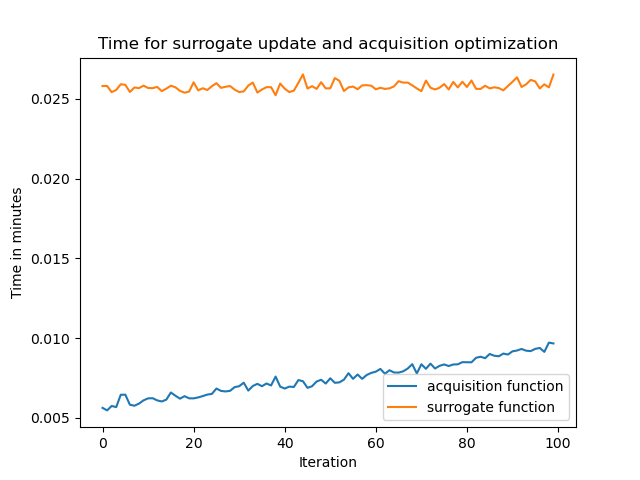 Time for surrogate update and acquisition optimization
0.025
0.020
0.015
0.010
0.005
Time in minutes
acquisition function
surrogate function
0 20 40 60 80 100
Iteration